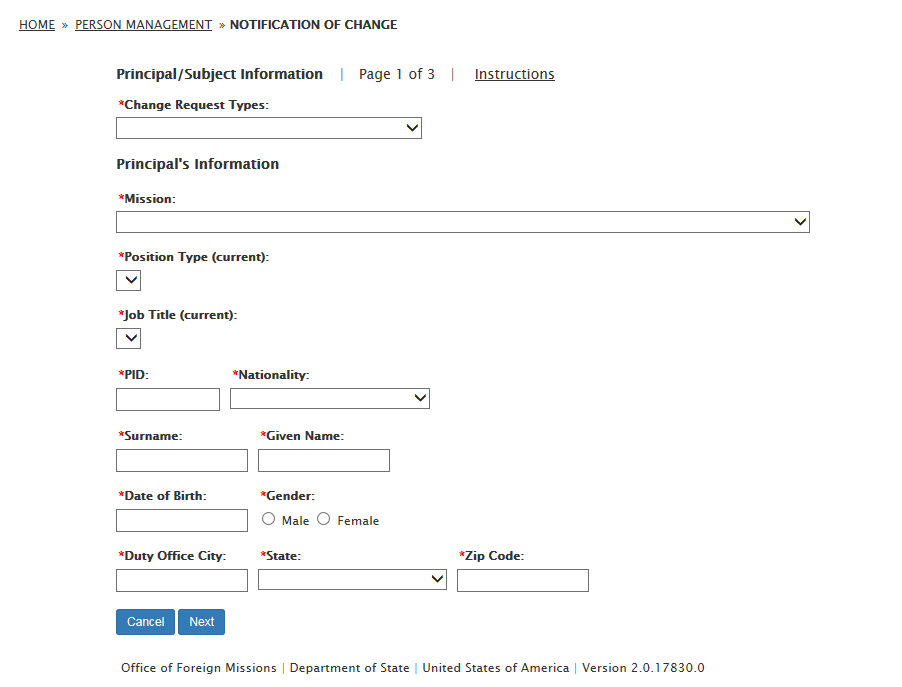 HOME » PERSON MANAGEMENT » NOTIFICATION OF CHANGE
Principal/Subject Information | Page 1 of 3 | Instructions
*Change Request Types:
Principal's Information
*Mission:
*Position Type (current):
*Job Title (current):
*PID: *Nationality:
*Surname: *Given Name:
*Date of Birth: *Gender:
Male Female
*Duty Office City: *State: *Zip Code:
Cancel Next
Office of Foreign Missions | Department of State | United States of America | Version 2.0.17830.0